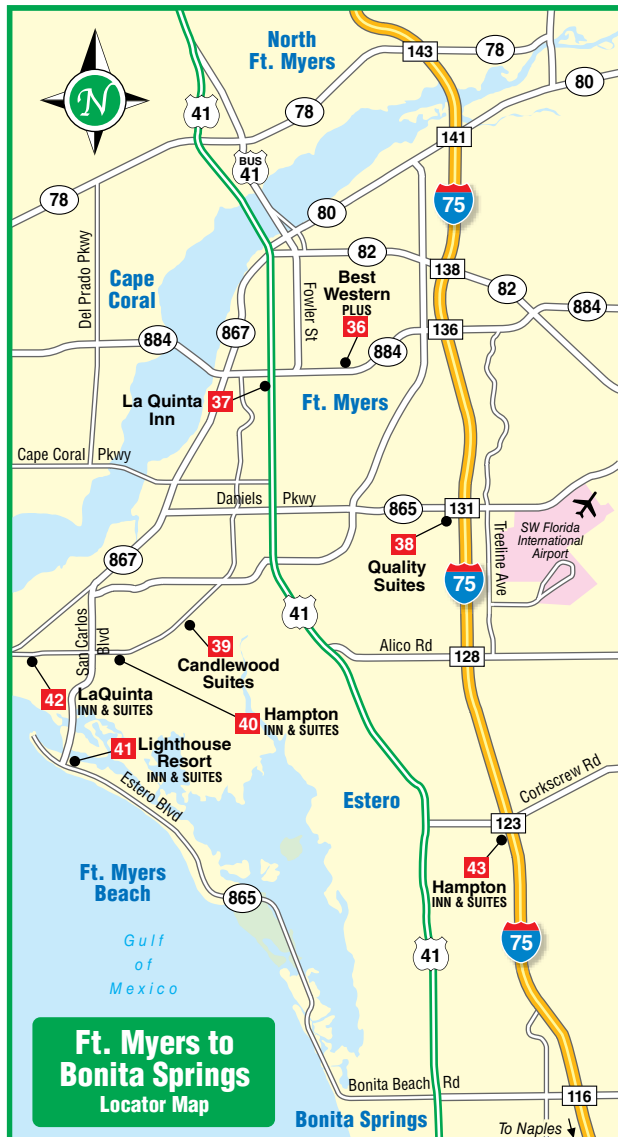 North
Ft. Myers
143
78
80
78
41
BUS
41
141
N
78
80
75
Del Prado Pkwy
Cape
Coral
82
138
82
Fowler St
Best
Western
PLUS
36
884
867
884
136
884
La Quinta
Inn
37
Ft. Myers
Cape Coral Pkwy
Daniels Pkwy
865
131
SW Florida
International
Airport
38
Quality
Suites
Treeline Ave
867
75
41
San Carlos
Blvd
39
Candlewood
Suites
Alico Rd
128
42
LaQuinta
INN & SUITES
40
Hampton
INN & SUITES
41
Lighthouse
Resort
INN & SUITES
Estero Blvd
Estero
Corkscrew Rd
123
43
Hampton
INN & SUITES
Ft. Myers
Beach
865
Gulf
of
Mexico
41
75
Ft. Myers to
Bonita Springs
Locator Map
Bonita Beach Rd
116
Bonita Springs
To Naples